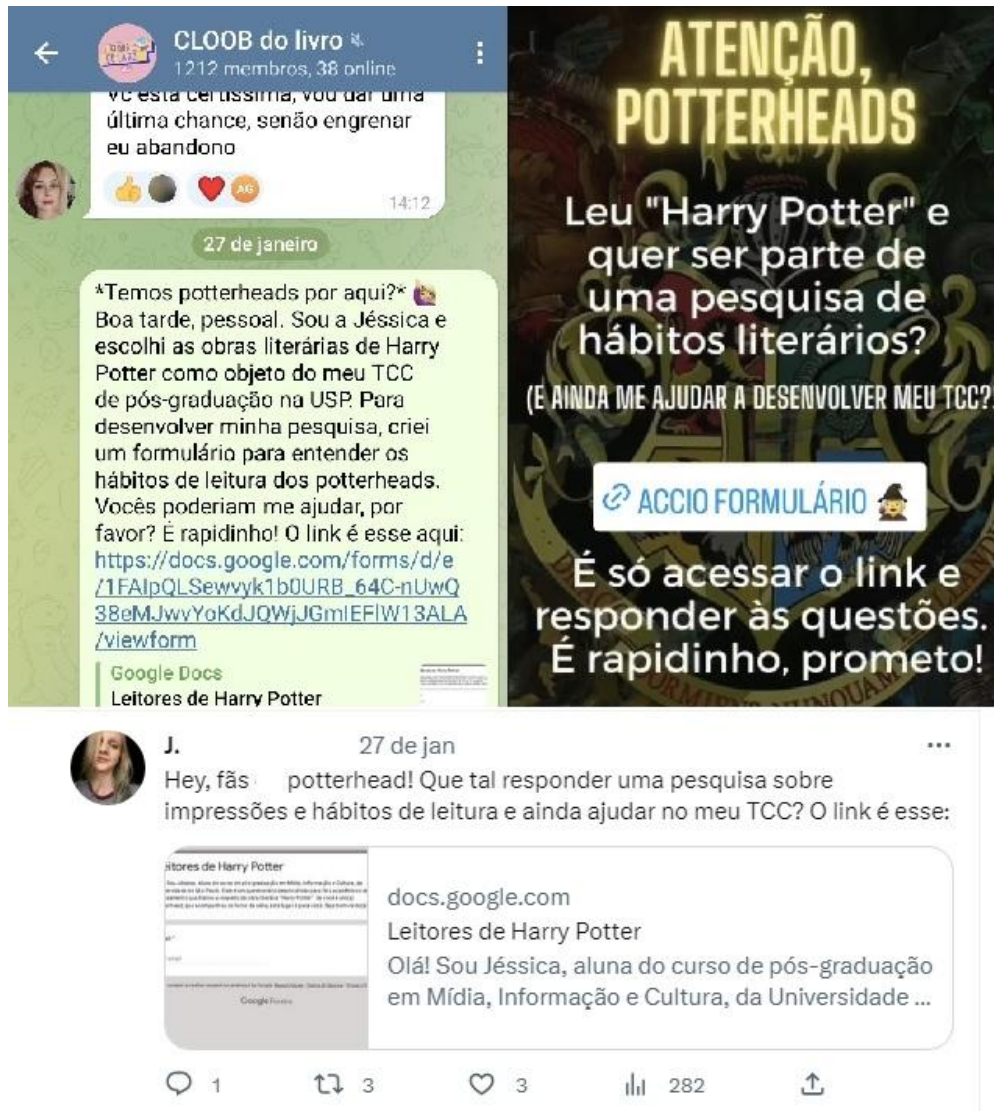 CLOOB do livro
1212 membros, 38 online
Vc está certíssima, vou dar uma
última chance, senão engrenar
eu abandono
AG
14:12
27 de janeiro
*Temos potterheads por aqui?* 🙋
Boa tarde, pessoal. Sou a Jéssica e
escolhi as obras literárias de Harry
Potter como objeto do meu TCC
de pós-graduação na USP. Para
desenvolver minha pesquisa, criei
um formulário para entender os
hábitos de leitura dos potterheads.
Vocês poderiam me ajudar, por
favor? É rapidinho! O link é esse aqui:
https://docs.google.com/forms/d/e
/1FAIpQLSewvyk1b0URB_64C-nUwQ
38eMJwvYoKdJQWjJGmIEFlW13ALA
/viewform
Google Docs
Leitores de Harry Potter
ATENÇÃO,
POTTERHEADS
Leu "Harry Potter" e
quer ser parte de
uma pesquisa de
hábitos literários?
(E AINDA ME AJUDAR A DESENVOLVER MEU TCC?
ACCIO FORMULÁRIO
É só acessar o link e
responder às questões.
É rapidinho, prometo!
J. 27 de jan
Hey, fãs potterhead! Que tal responder uma pesquisa sobre
impressões e hábitos de leitura e ainda ajudar no meu TCC? O link é esse:
eitores de Harry Potter
docs.google.com
Leitores de Harry Potter
Olá! Sou Jéssica, aluna do curso de pós-graduação
em Mídia, Informação e Cultura, da Universidade ...
1 3 3 282